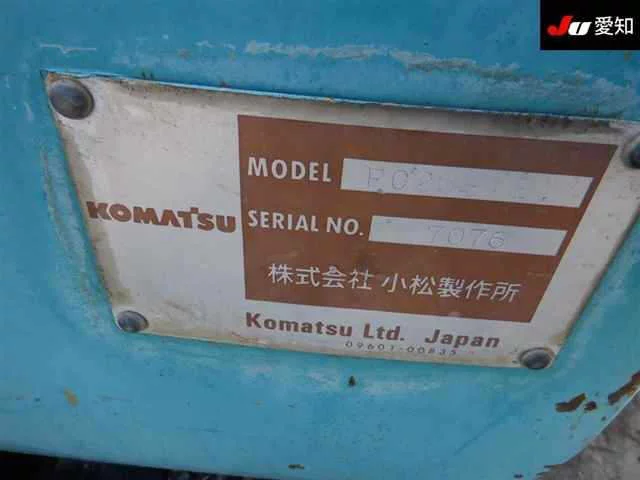 JU 愛知
MODEL
KOMATSU
SERIAL NO. 7076
株式会社 小松製作所
Komatsu Ltd. Japan
09601-00835